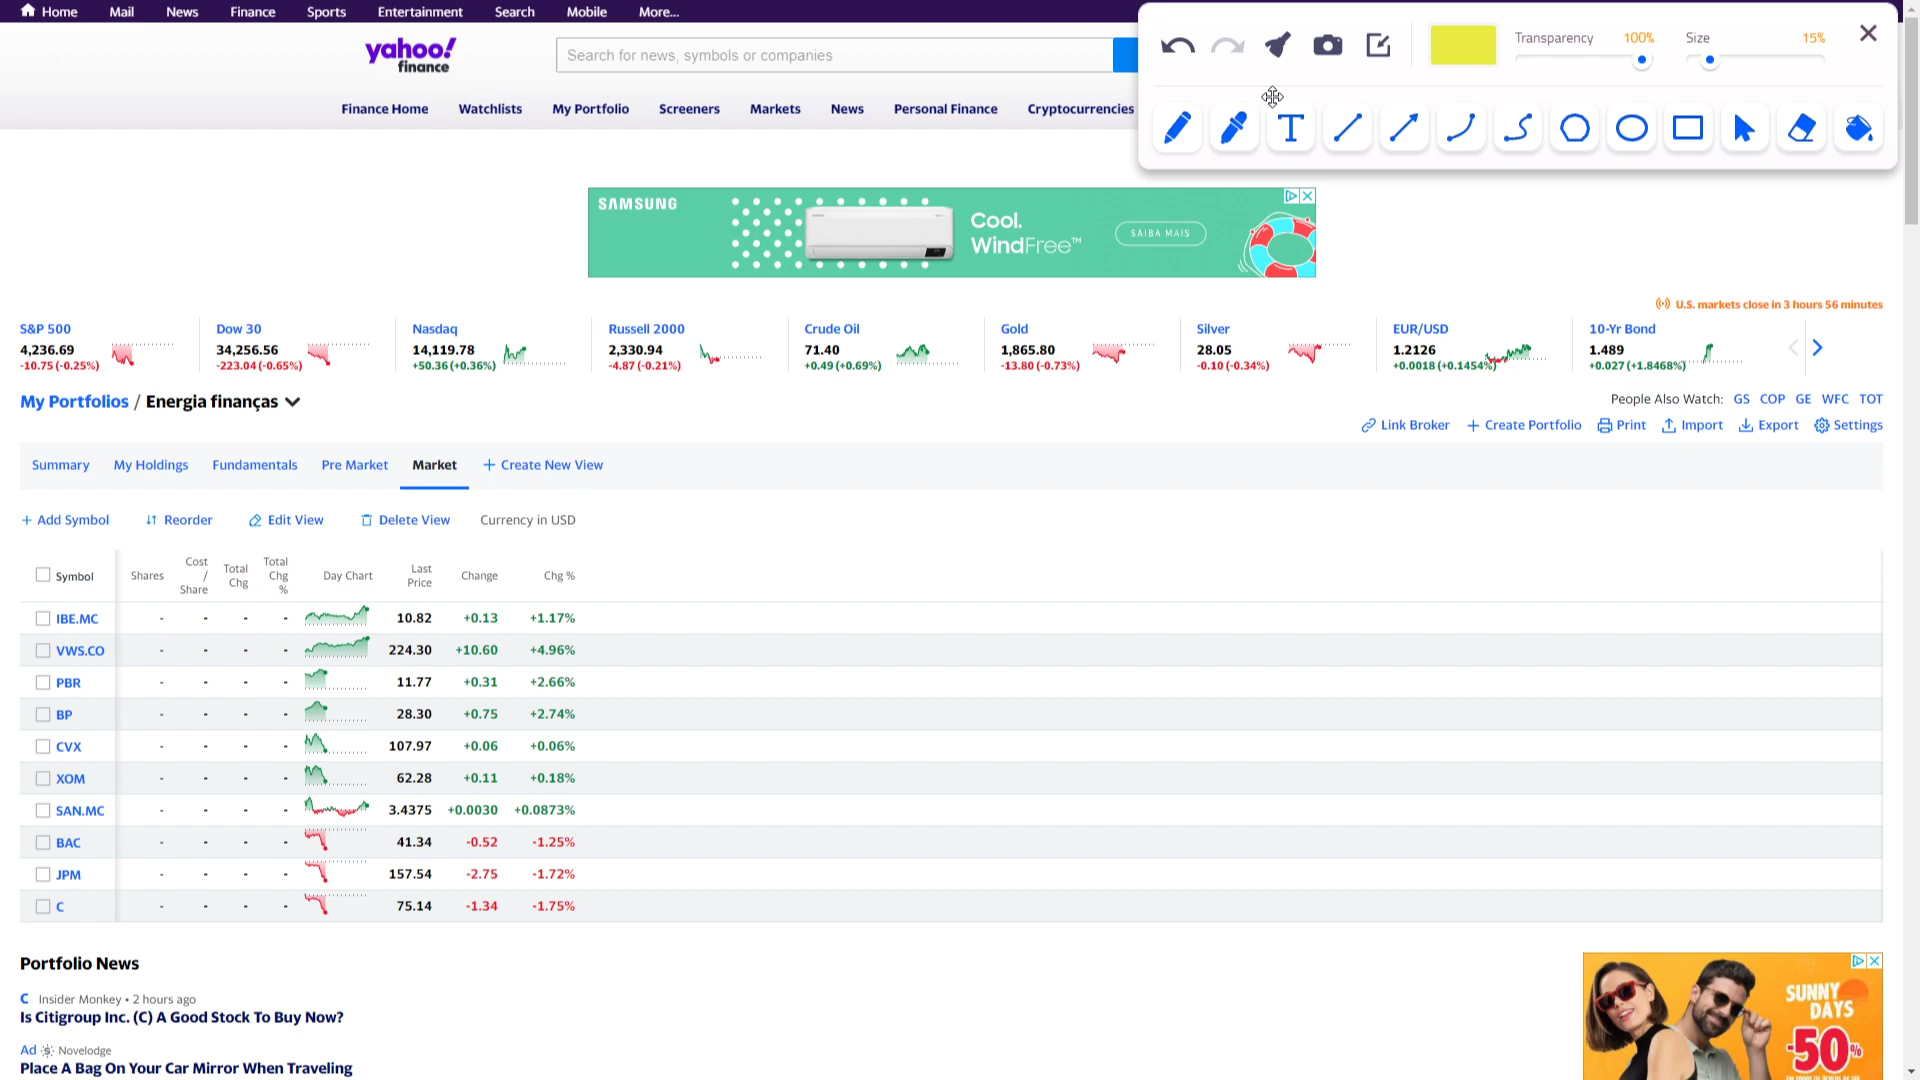 Home Mail News Finance Sports Entertainment Search Mobile More...
yahoo!
finance
Search for news, symbols or companies
Transparency 100% Size 15%
Finance Home Watchlists My Portfolio Screeners Markets News Personal Finance Cryptocurrencies
SAMSUNG
Cool.
WindFree™
SAIBA MAIS
U.S. markets close in 3 hours 56 minutes
S&P 500 Dow 30 Nasdaq Russell 2000 Crude Oil Gold Silver EUR/USD 10-Yr Bond
4,236.69 34,256.56 14,119.78 2,330.94 71.40 1,865.80 28.05 1.2126 1.489
-10.75 (-0.25%) -223.04 (-0.65%) +50.36 (+0.36%) -4.87 (-0.21%) +0.49 (+0.69%) -13.80 (-0.73%) -0.10 (-0.34%) +0.0018 (+0.1454%) +0.027 (+1.8468%)
My Portfolios / Energia finanças
People Also Watch: GS COP GE WFC TOT
Link Broker + Create Portfolio Print Import Export Settings
Summary My Holdings Fundamentals Pre Market Market + Create New View
+ Add Symbol Reorder Edit View Delete View Currency in USD
Symbol Shares Cost / Share Total Chg Total Chg % Day Chart Last Price Change Chg %
IBE.MC - - - - 10.82 +0.13 +1.17%
VWS.CO - - - - 224.30 +10.60 +4.96%
PBR - - - - 11.77 +0.31 +2.66%
BP - - - - 28.30 +0.75 +2.74%
CVX - - - - 107.97 +0.06 +0.06%
XOM - - - - 62.28 +0.11 +0.18%
SAN.MC - - - - 3.4375 +0.0030 +0.0873%
BAC - - - - 41.34 -0.52 -1.25%
JPM - - - - 157.54 -2.75 -1.72%
C - - - - 75.14 -1.34 -1.75%
Portfolio News
C Insider Monkey • 2 hours ago
Is Citigroup Inc. (C) A Good Stock To Buy Now?
Ad Novelodge
Place A Bag On Your Car Mirror When Traveling
SUNNY
DAYS
-50%